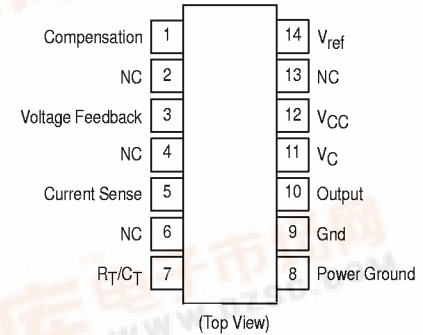 Compensation 1 14 Vref
NC 2 13 NC
Voltage Feedback 3 12 VCC
NC 4 11 VC
Current Sense 5 10 Output
NC 6 9 Gnd
RT/CT 7 8 Power Ground
(Top View)